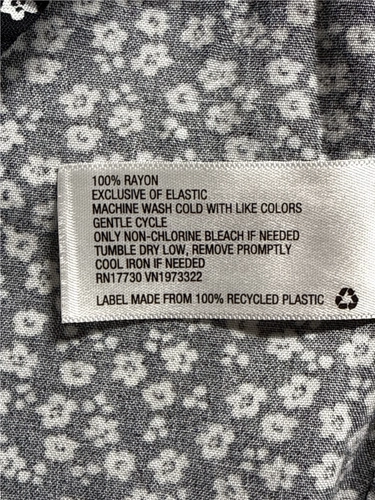 100% RAYON
EXCLUSIVE OF ELASTIC
MACHINE WASH COLD WITH LIKE COLORS
GENTLE CYCLE
ONLY NON-CHLORINE BLEACH IF NEEDED
TUMBLE DRY LOW, REMOVE PROMPTLY
COOL IRON IF NEEDED
RN17730 VN1973322
LABEL MADE FROM 100% RECYCLED PLASTIC